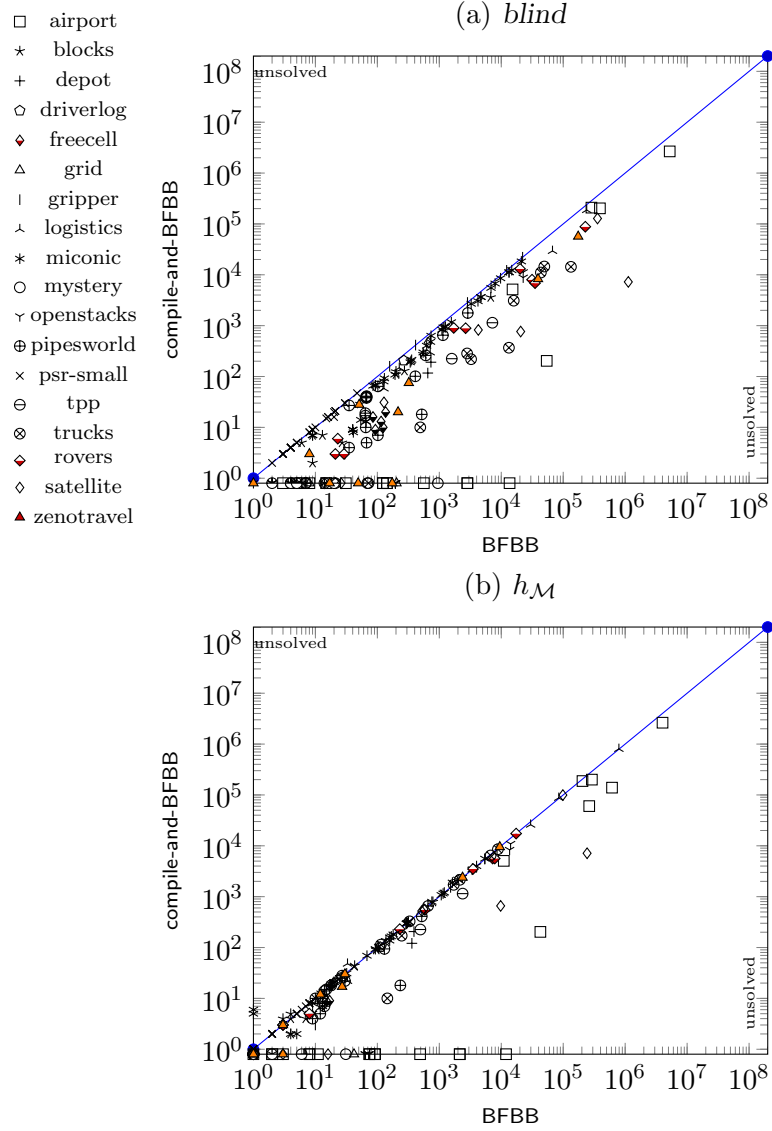 airport
blocks
depot
driverlog
freecell
grid
gripper
logistics
miconic
mystery
openstacks
pipesworld
psr-small
tpp
trucks
rovers
satellite
zenotravel
(a) blind
10^8
10^7
10^6
10^5
10^4
10^3
10^2
10^1
10^0
compile-and-BFBB
unsolved
unsolved
10^0 10^1 10^2 10^3 10^4 10^5 10^6 10^7 10^8
BFBB
(b) h_ℳ
10^8
10^7
10^6
10^5
10^4
10^3
10^2
10^1
10^0
compile-and-BFBB
unsolved
unsolved
10^0 10^1 10^2 10^3 10^4 10^5 10^6 10^7 10^8
BFBB